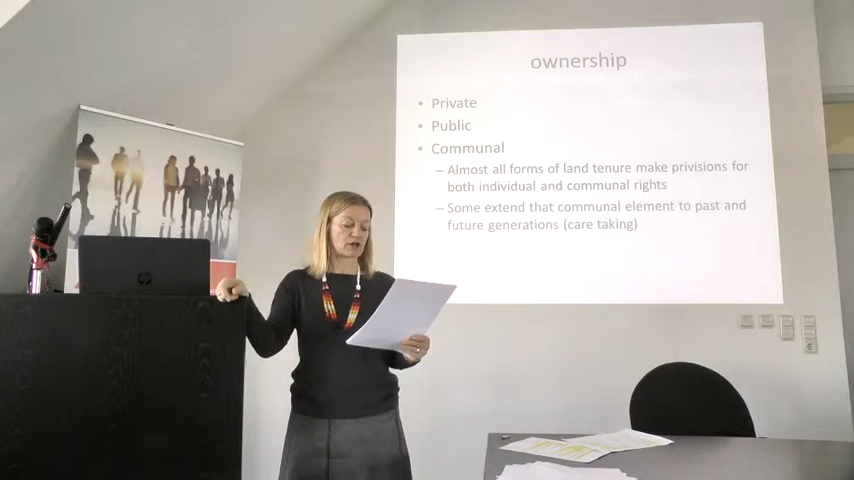 ownership
• Private
• Public
• Communal
– Almost all forms of land tenure make privisions for
both individual and communal rights
– Some extend that communal element to past and
future generations (care taking)